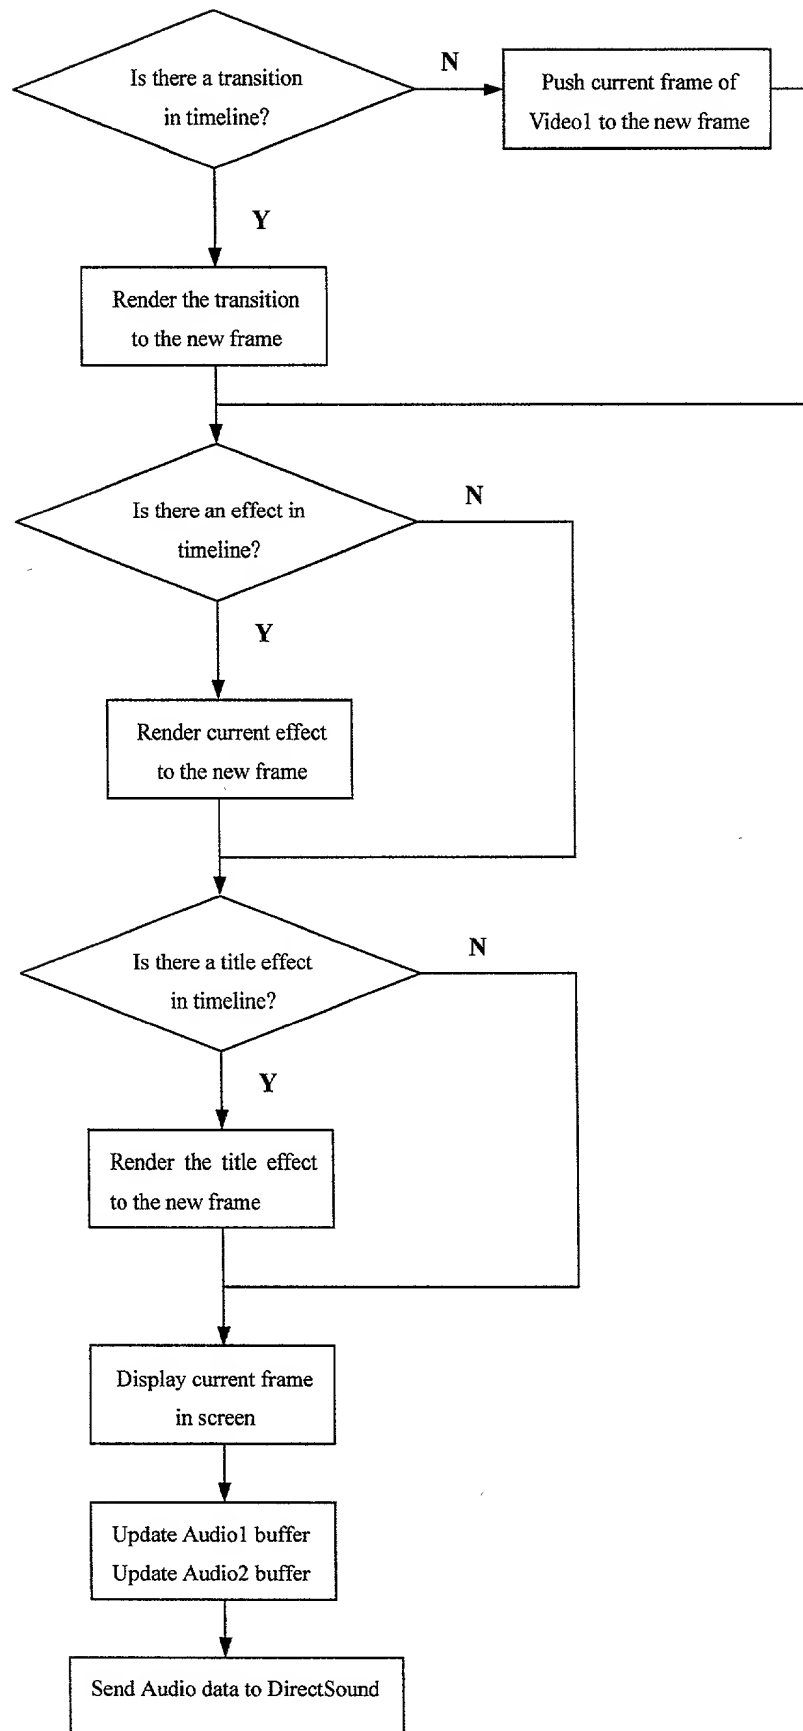 Is there a transition
in timeline?
N
Push current frame of
Video1 to the new frame
Y
Render the transition
to the new frame
Is there an effect in
timeline?
N
Y
Render current effect
to the new frame
Is there a title effect
in timeline?
N
Y
Render the title effect
to the new frame
Display current frame
in screen
Update Audio1 buffer
Update Audio2 buffer
Send Audio data to DirectSound